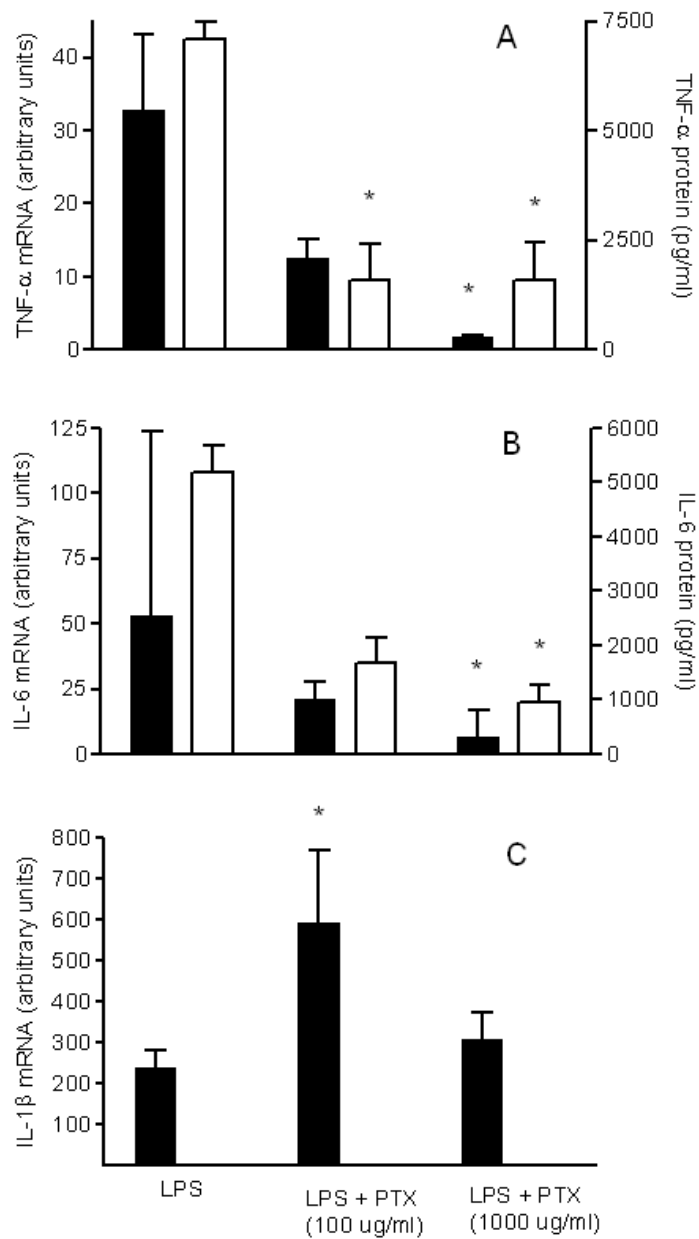 TNF-α mRNA (arbitrary units)
40
30
20
10
0
A
*
*
*
7500
5000
2500
0
TNF-α protein (pg/ml)
IL-6 mRNA (arbitrary units)
125
100
75
50
25
0
B
*
*
6000
5000
4000
3000
2000
1000
0
IL-6 protein (pg/ml)
IL-1β mRNA (arbitrary units)
800
700
600
500
400
300
200
100
*
C
LPS
LPS + PTX
(100 ug/ml)
LPS + PTX
(1000 ug/ml)